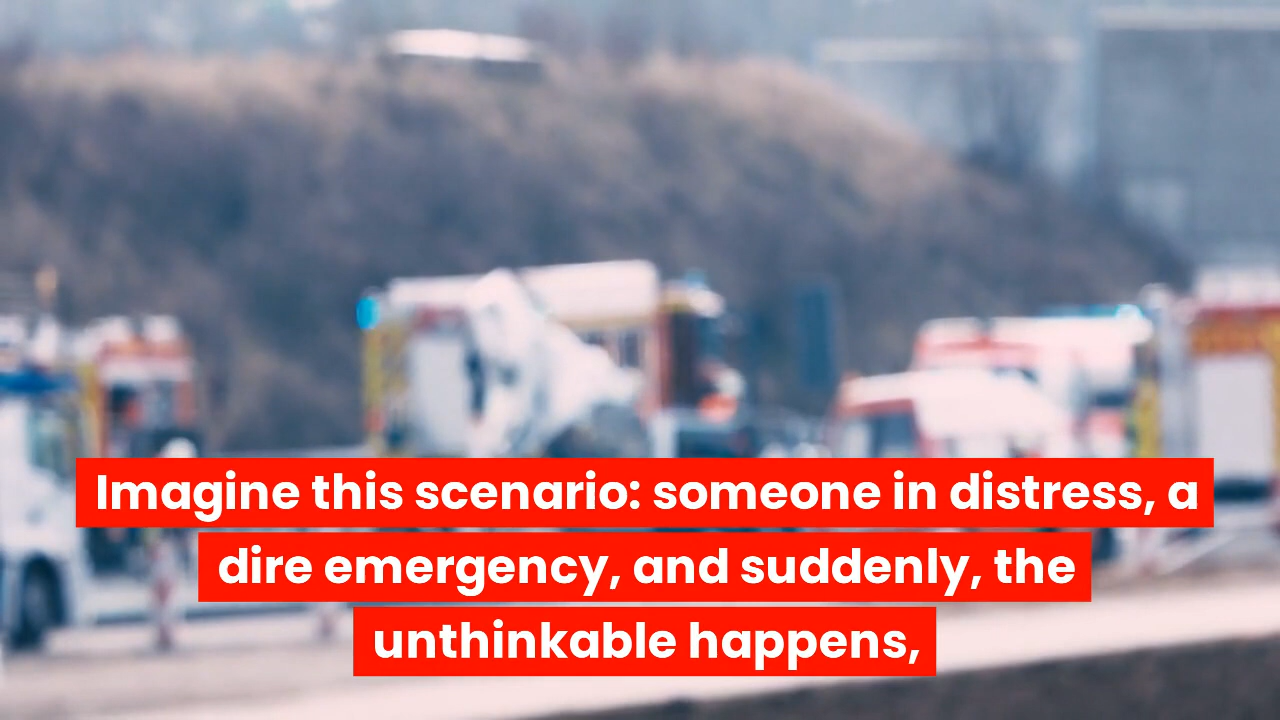 Imagine this scenario: someone in distress, a
dire emergency, and suddenly, the
unthinkable happens,